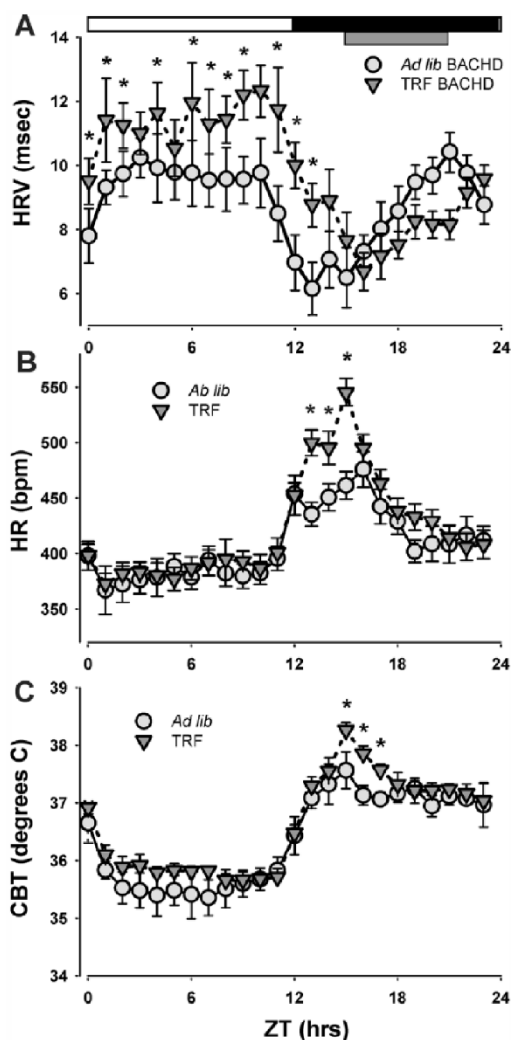 A
14
12
10
8
6
HRV (msec)
Ad lib BACHD
TRF BACHD
* * * * * * * * * * * *
0 6 12 18 24
B
550
500
450
400
350
HR (bpm)
Ab lib
TRF
* * *
0 6 12 18 24
C
39
38
37
36
35
34
CBT (degrees C)
Ad lib
TRF
* * *
0 6 12 18 24
ZT (hrs)